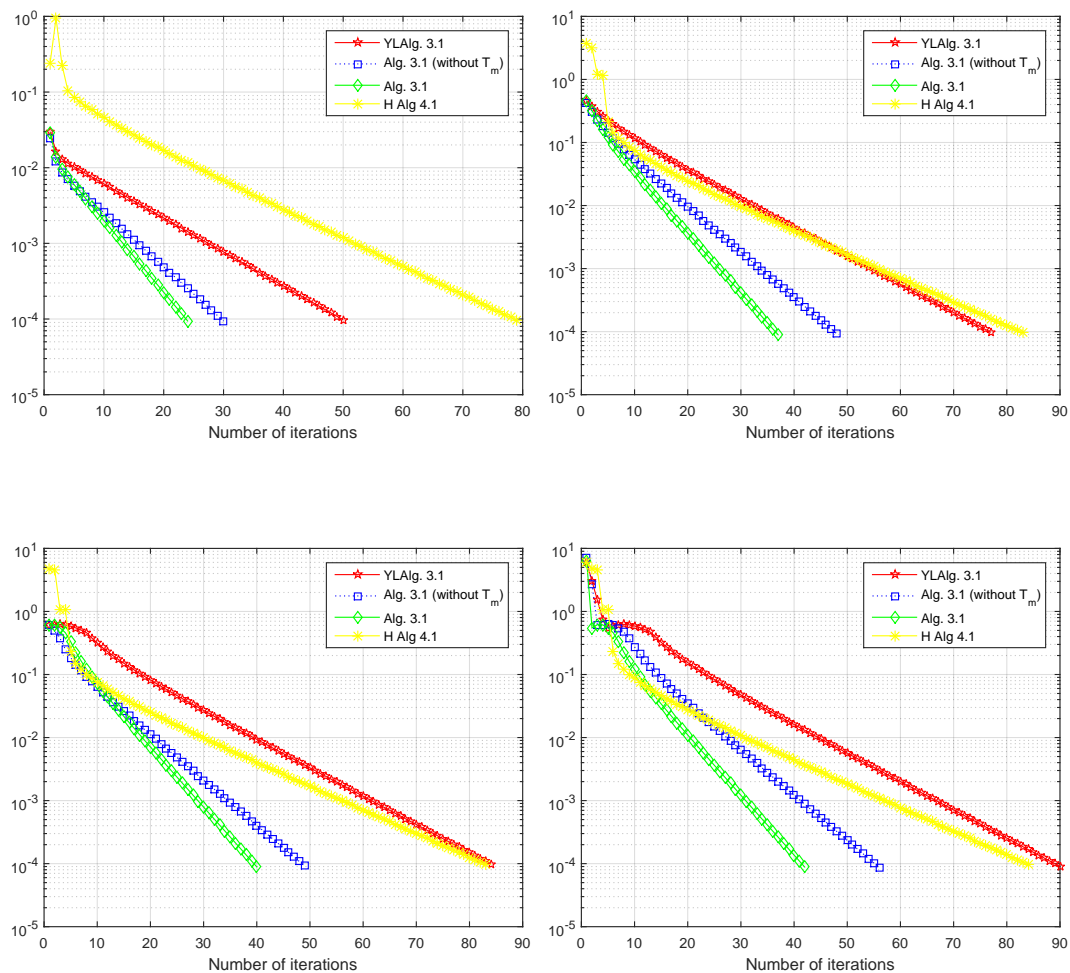 10^0
10^-1
10^-2
10^-3
10^-4
10^-5
0 10 20 30 40 50 60 70 80
Number of iterations
YLAlg. 3.1
Alg. 3.1 (without T_m)
Alg. 3.1
H Alg 4.1
10^1
10^0
10^-1
10^-2
10^-3
10^-4
10^-5
0 10 20 30 40 50 60 70 80 90
Number of iterations
YLAlg. 3.1
Alg. 3.1 (without T_m)
Alg. 3.1
H Alg 4.1
10^1
10^0
10^-1
10^-2
10^-3
10^-4
10^-5
0 10 20 30 40 50 60 70 80 90
Number of iterations
YLAlg. 3.1
Alg. 3.1 (without T_m)
Alg. 3.1
H Alg 4.1
10^1
10^0
10^-1
10^-2
10^-3
10^-4
10^-5
0 10 20 30 40 50 60 70 80 90
Number of iterations
YLAlg. 3.1
Alg. 3.1 (without T_m)
Alg. 3.1
H Alg 4.1